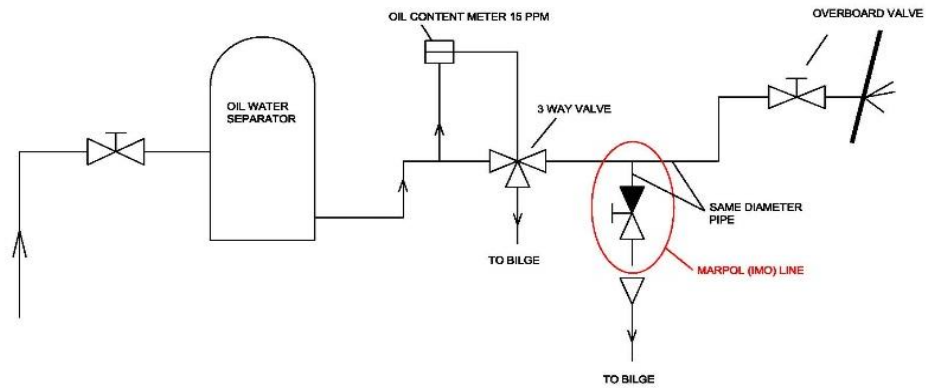 OIL CONTENT METER 15 PPM
OVERBOARD VALVE
OIL WATER
SEPARATOR
3 WAY VALVE
SAME DIAMETER
PIPE
TO BILGE
MARPOL (IMO) LINE
TO BILGE